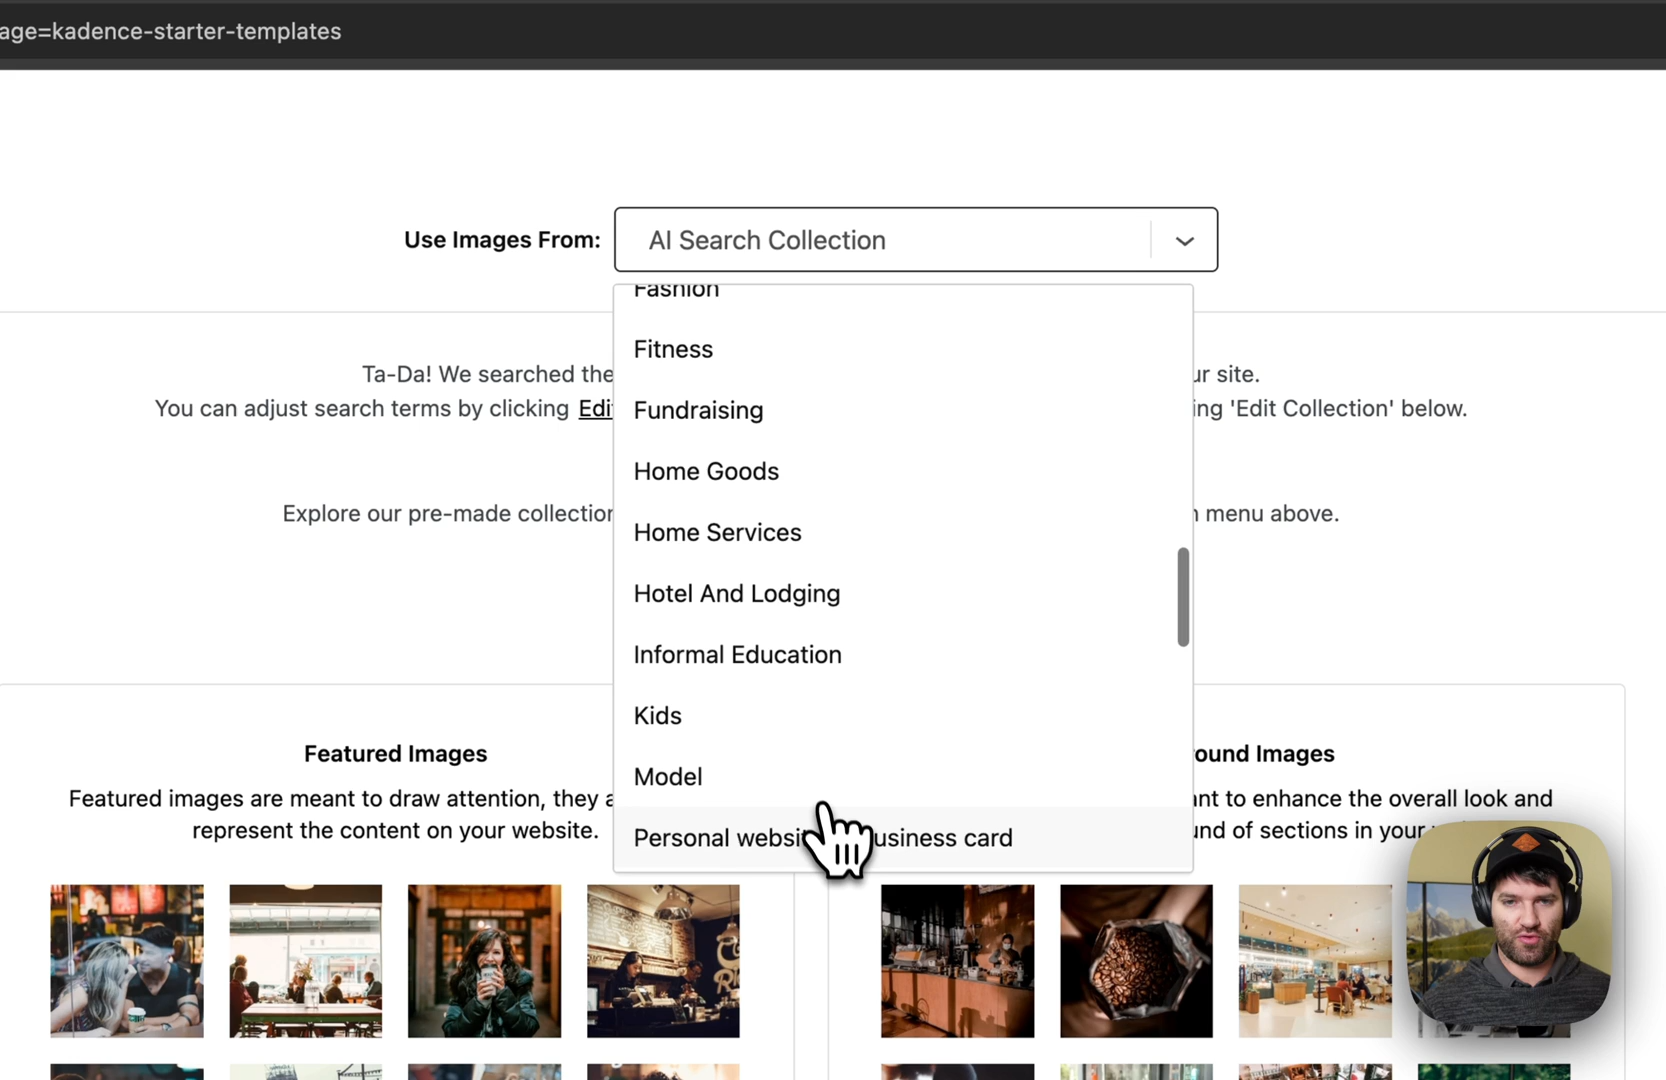 age=kadence-starter-templates
Use Images From:
AI Search Collection
Fashion
Fitness
Fundraising
Home Goods
Home Services
Hotel And Lodging
Informal Education
Kids
Model
Personal websi usiness card
Ta-Da! We searched the ur site.
You can adjust search terms by clicking Edit ing 'Edit Collection' below.
Explore our pre-made collection menu above.
Featured Images
Featured images are meant to draw attention, they a
represent the content on your website.
ound Images
nt to enhance the overall look and
und of sections in your